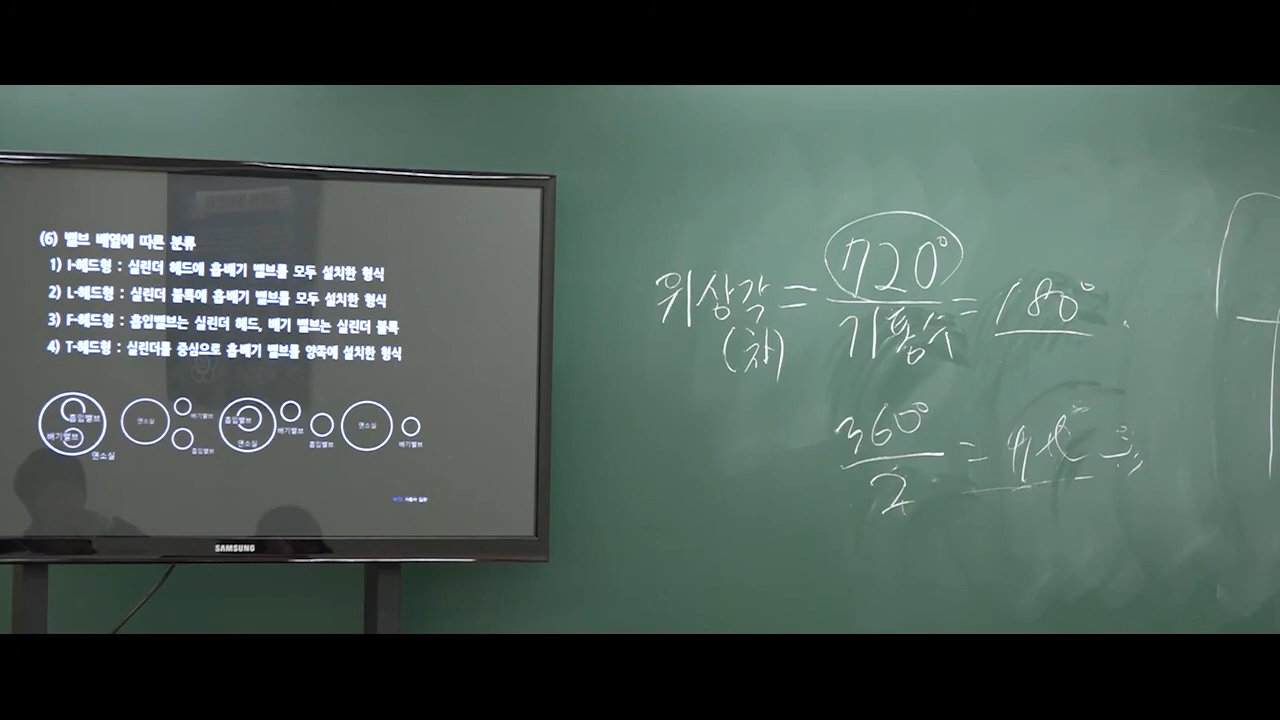 (6) 밸브 배열에 따른 분류
1) I-헤드형 : 실린더 헤드에 흡·배기 밸브를 모두 설치한 형식
2) L-헤드형 : 실린더 블록에 흡·배기 밸브를 모두 설치한 형식
3) F-헤드형 : 흡입밸브는 실린더 헤드, 배기 밸브는 실린더 블록
4) T-헤드형 : 실린더를 중심으로 흡·배기 밸브를 양쪽에 설치한 형식
흡입밸브
배기밸브
연소실
연소실
배기밸브
흡입밸브
흡입밸브
연소실
배기밸브
흡입밸브
연소실
배기밸브
자동차 일반
SAMSUNG
위상각 = 720° / 기통수 = 180°
(차)
360° / 2 =